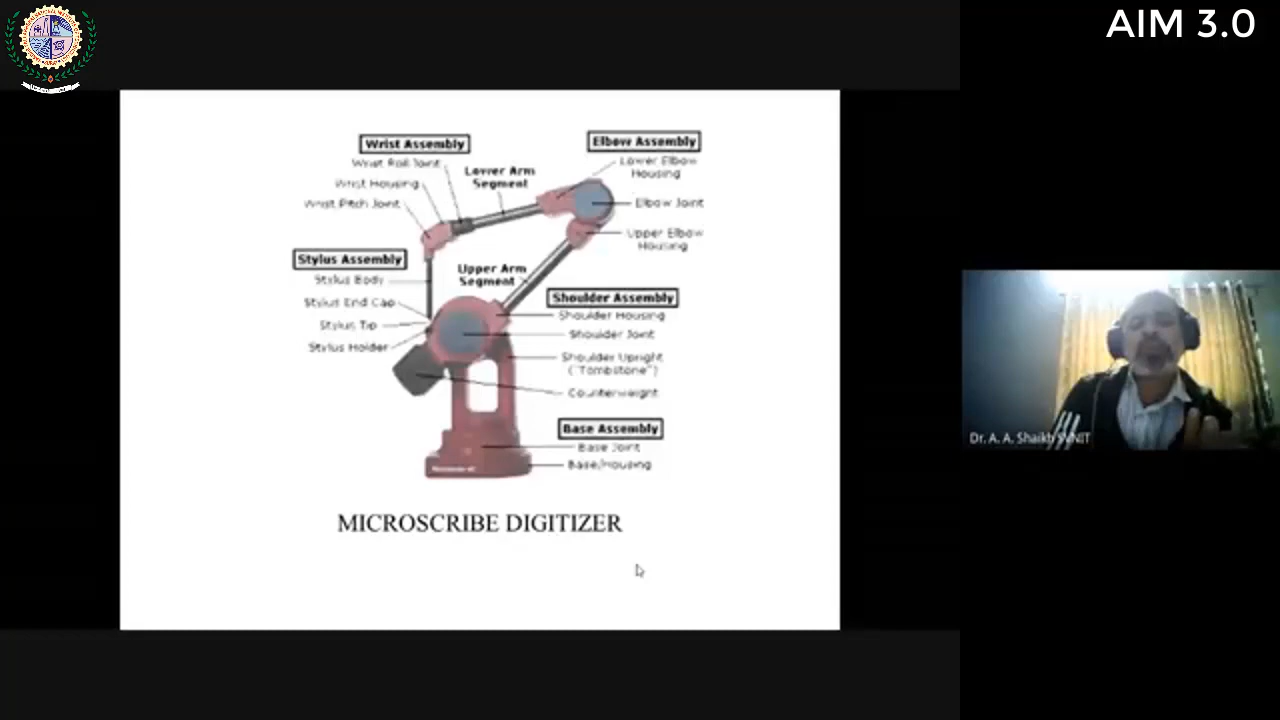 AIM 3.0
Wrist Assembly
Wrist Roll Joint
Wrist Housing
Wrist Pitch Joint
Lower Arm
Segment
Elbow Assembly
Lower Elbow
Housing
Elbow Joint
Upper Elbow
Housing
Stylus Assembly
Stylus Body
Stylus End Cap
Stylus Tip
Stylus Holder
Upper Arm
Segment
Shoulder Assembly
Shoulder Housing
Shoulder Joint
Shoulder Upright
("Tombstone")
Counterweight
Base Assembly
Base Joint
Base/Housing
MICROSCRIBE DIGITIZER
Dr. A. A. Shaikh SVNIT